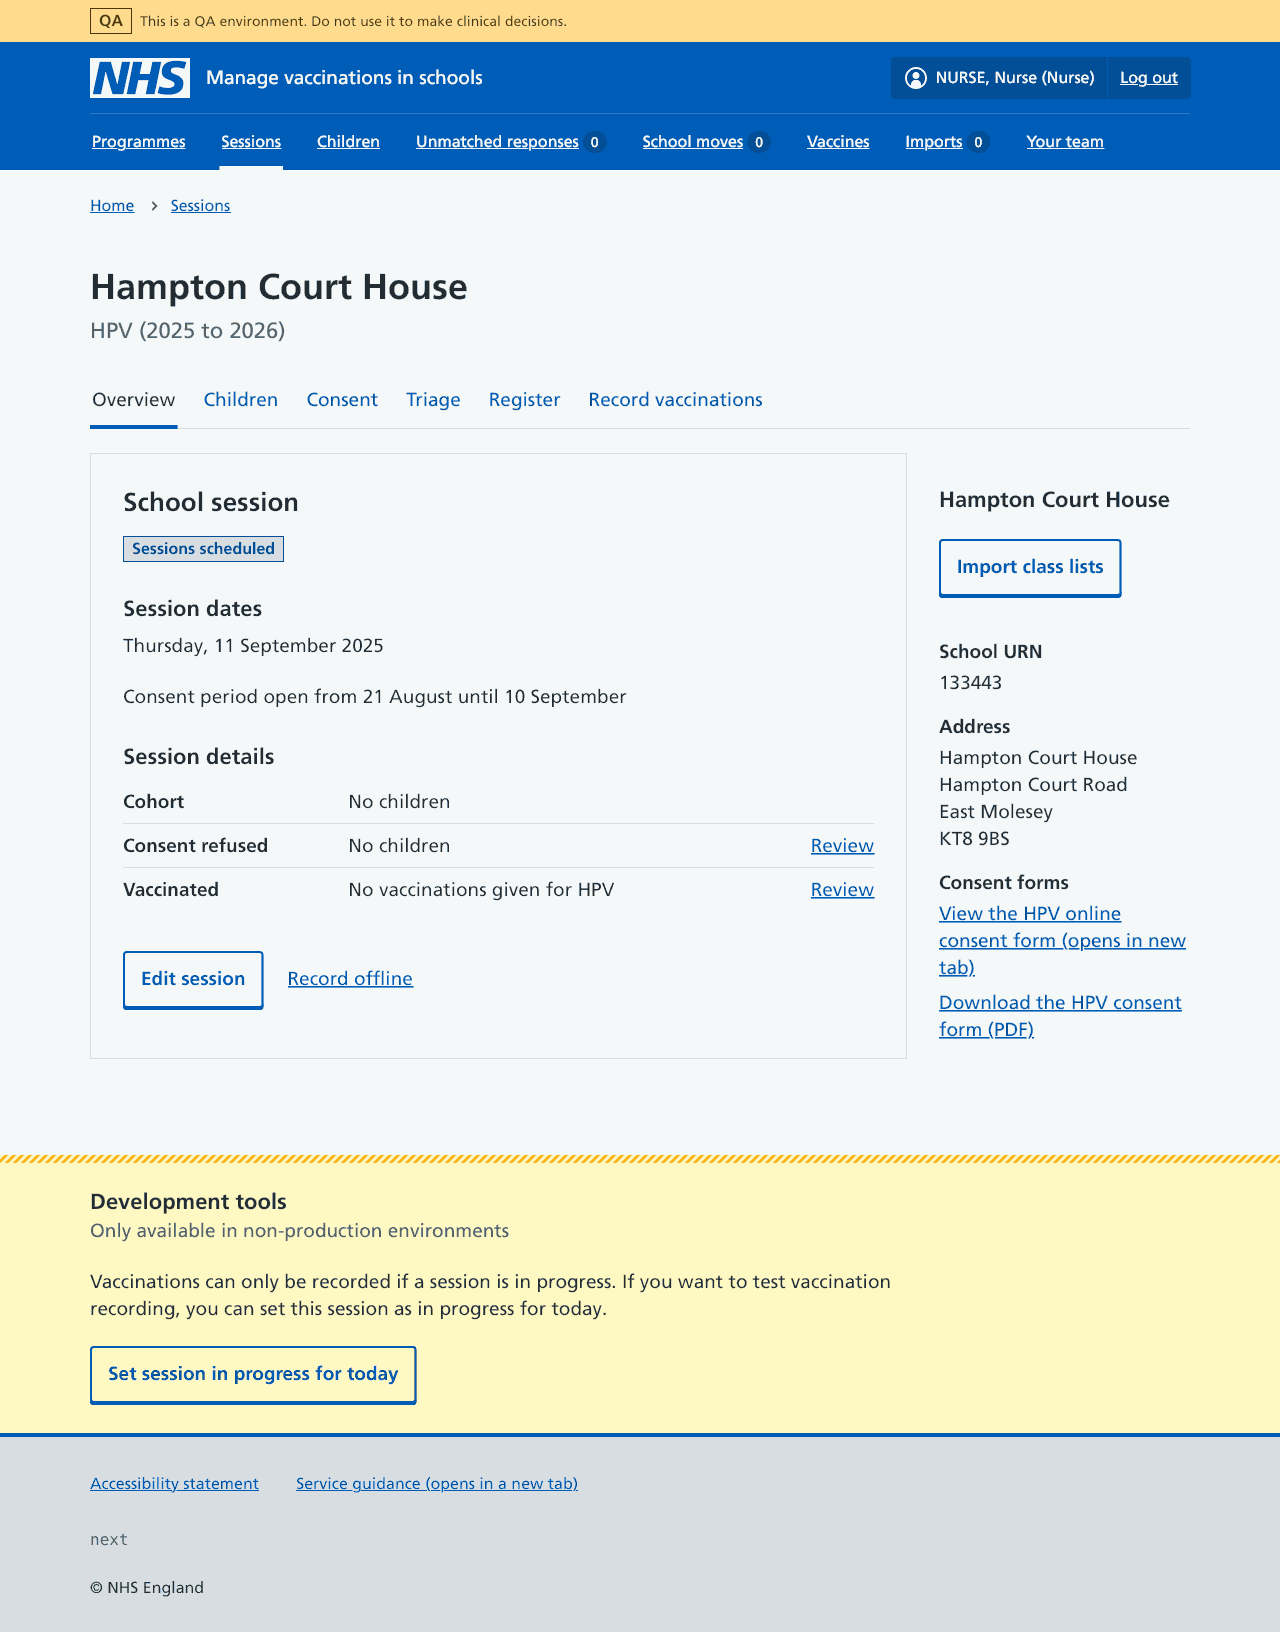 QA This is a QA environment. Do not use it to make clinical decisions.
NHS Manage vaccinations in schools
NURSE, Nurse (Nurse) Log out
Programmes Sessions Children Unmatched responses 0 School moves 0 Vaccines Imports 0 Your team
Home Sessions
Hampton Court House
HPV (2025 to 2026)
Overview Children Consent Triage Register Record vaccinations
School session
Sessions scheduled
Session dates
Thursday, 11 September 2025
Consent period open from 21 August until 10 September
Session details
Cohort No children
Consent refused No children Review
Vaccinated No vaccinations given for HPV Review
Edit session Record offline
Hampton Court House
Import class lists
School URN
133443
Address
Hampton Court House
Hampton Court Road
East Molesey
KT8 9BS
Consent forms
View the HPV online
consent form (opens in new
tab)
Download the HPV consent
form (PDF)
Development tools
Only available in non-production environments
Vaccinations can only be recorded if a session is in progress. If you want to test vaccination
recording, you can set this session as in progress for today.
Set session in progress for today
Accessibility statement Service guidance (opens in a new tab)
next
© NHS England